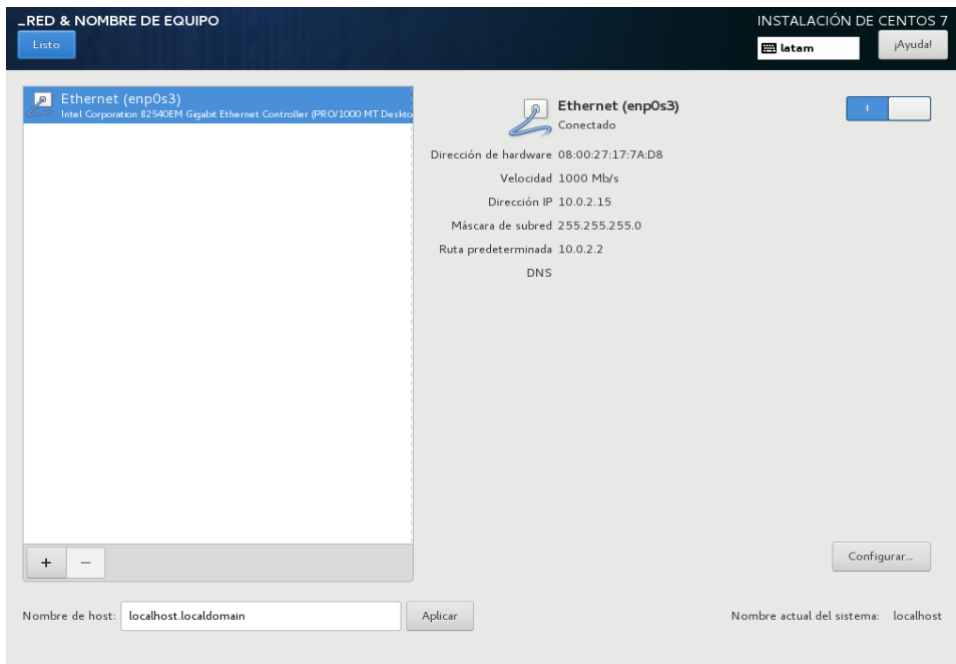 _RED & NOMBRE DE EQUIPO
INSTALACIÓN DE CENTOS 7
Listo
latam
¡Ayuda!
Ethernet (enp0s3)
Intel Corporation 82540EM Gigabit Ethernet Controller (PRO/1000 MT Deskto
Ethernet (enp0s3)
Conectado
Dirección de hardware 08:00:27:17:7A:D8
Velocidad 1000 Mb/s
Dirección IP 10.0.2.15
Máscara de subred 255.255.255.0
Ruta predeterminada 10.0.2.2
DNS
+ −
Configurar...
Nombre de host: localhost.localdomain Aplicar
Nombre actual del sistema: localhost